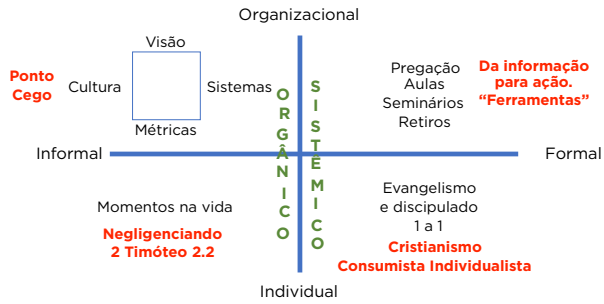 Organizacional
Visão
Ponto
Cego
Cultura
Sistemas
Métricas
Pregação
Aulas
Seminários
Retiros
Da informação
para ação.
“Ferramentas”
ORGÂNICO
SISTÊMICO
Informal
Formal
Momentos na vida
Negligenciando
2 Timóteo 2.2
Evangelismo
e discipulado
1 a 1
Cristianismo
Consumista Individualista
Individual